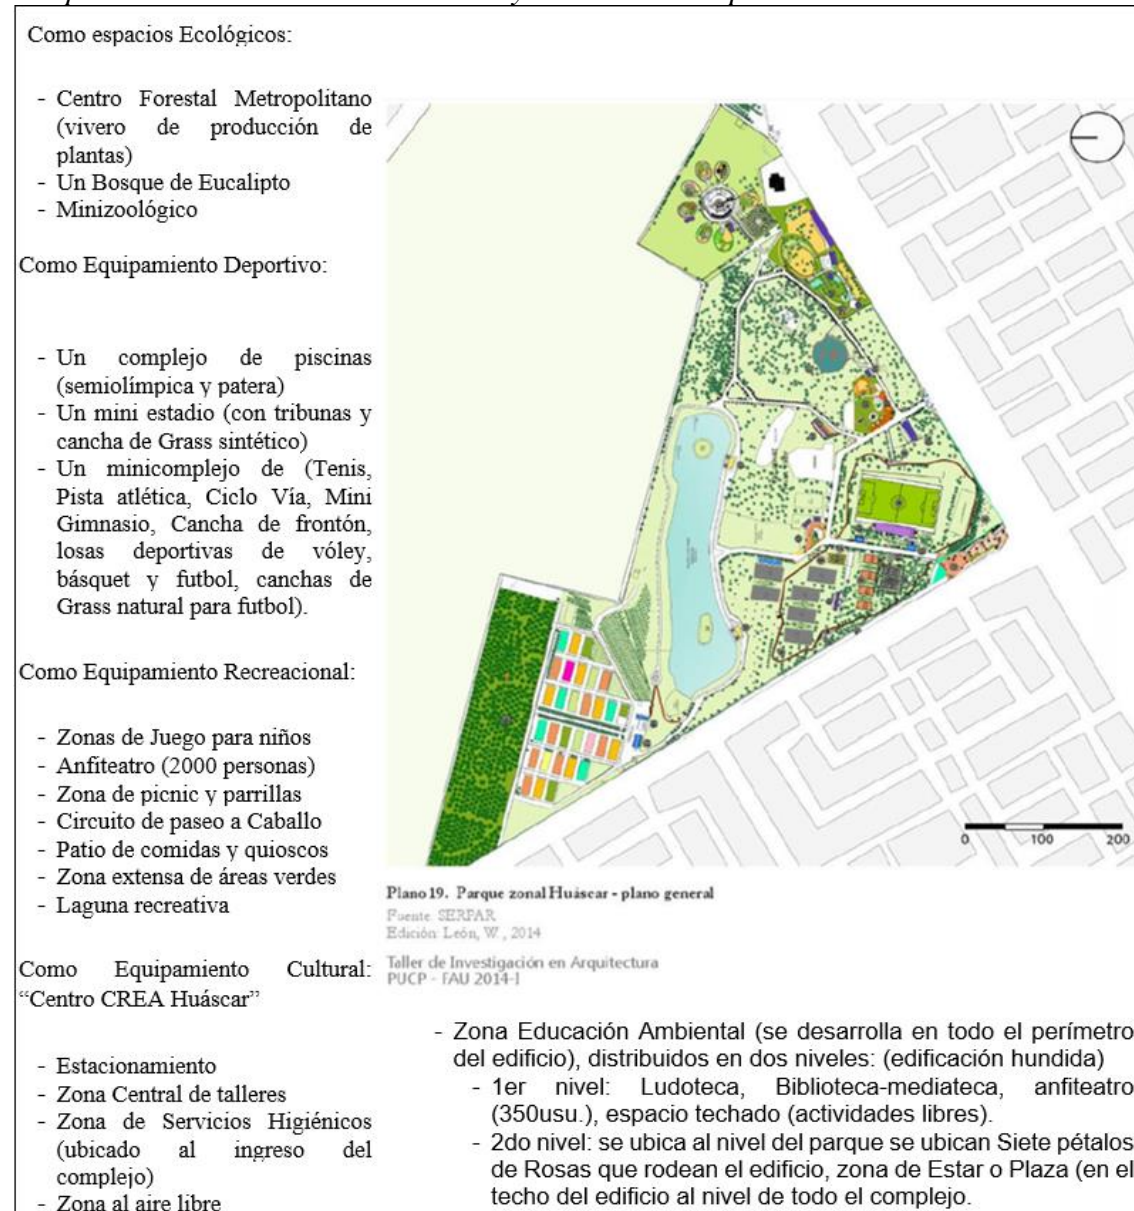 Como espacios Ecológicos:
- Centro Forestal Metropolitano
(vivero de producción de
plantas)
- Un Bosque de Eucalipto
- Minizoológico
Como Equipamiento Deportivo:
- Un complejo de piscinas
(semiolímpica y patera)
- Un mini estadio (con tribunas y
cancha de Grass sintético)
- Un minicomplejo de (Tenis,
Pista atlética, Ciclo Vía, Mini
Gimnasio, Cancha de frontón,
losas deportivas de vóley,
básquet y futbol, canchas de
Grass natural para futbol).
Como Equipamiento Recreacional:
- Zonas de Juego para niños
- Anfiteatro (2000 personas)
- Zona de picnic y parrillas
- Circuito de paseo a Caballo
- Patio de comidas y quioscos
- Zona extensa de áreas verdes
- Laguna recreativa
Como Equipamiento Cultural:
“Centro CREA Huáscar”
- Estacionamiento
- Zona Central de talleres
- Zona de Servicios Higiénicos
(ubicado al ingreso del
complejo)
- Zona al aire libre
0 100 200
Plano 19. Parque zonal Huáscar - plano general
Fuente: SERPAR
Edición: León, W., 2014
Taller de Investigación en Arquitectura
PUCP - FAU 2014-I
- Zona Educación Ambiental (se desarrolla en todo el perímetro
del edificio), distribuidos en dos niveles: (edificación hundida)
- 1er nivel: Ludoteca, Biblioteca-mediateca, anfiteatro
(350usu.), espacio techado (actividades libres).
- 2do nivel: se ubica al nivel del parque se ubican Siete pétalos
de Rosas que rodean el edificio, zona de Estar o Plaza (en el
techo del edificio al nivel de todo el complejo.